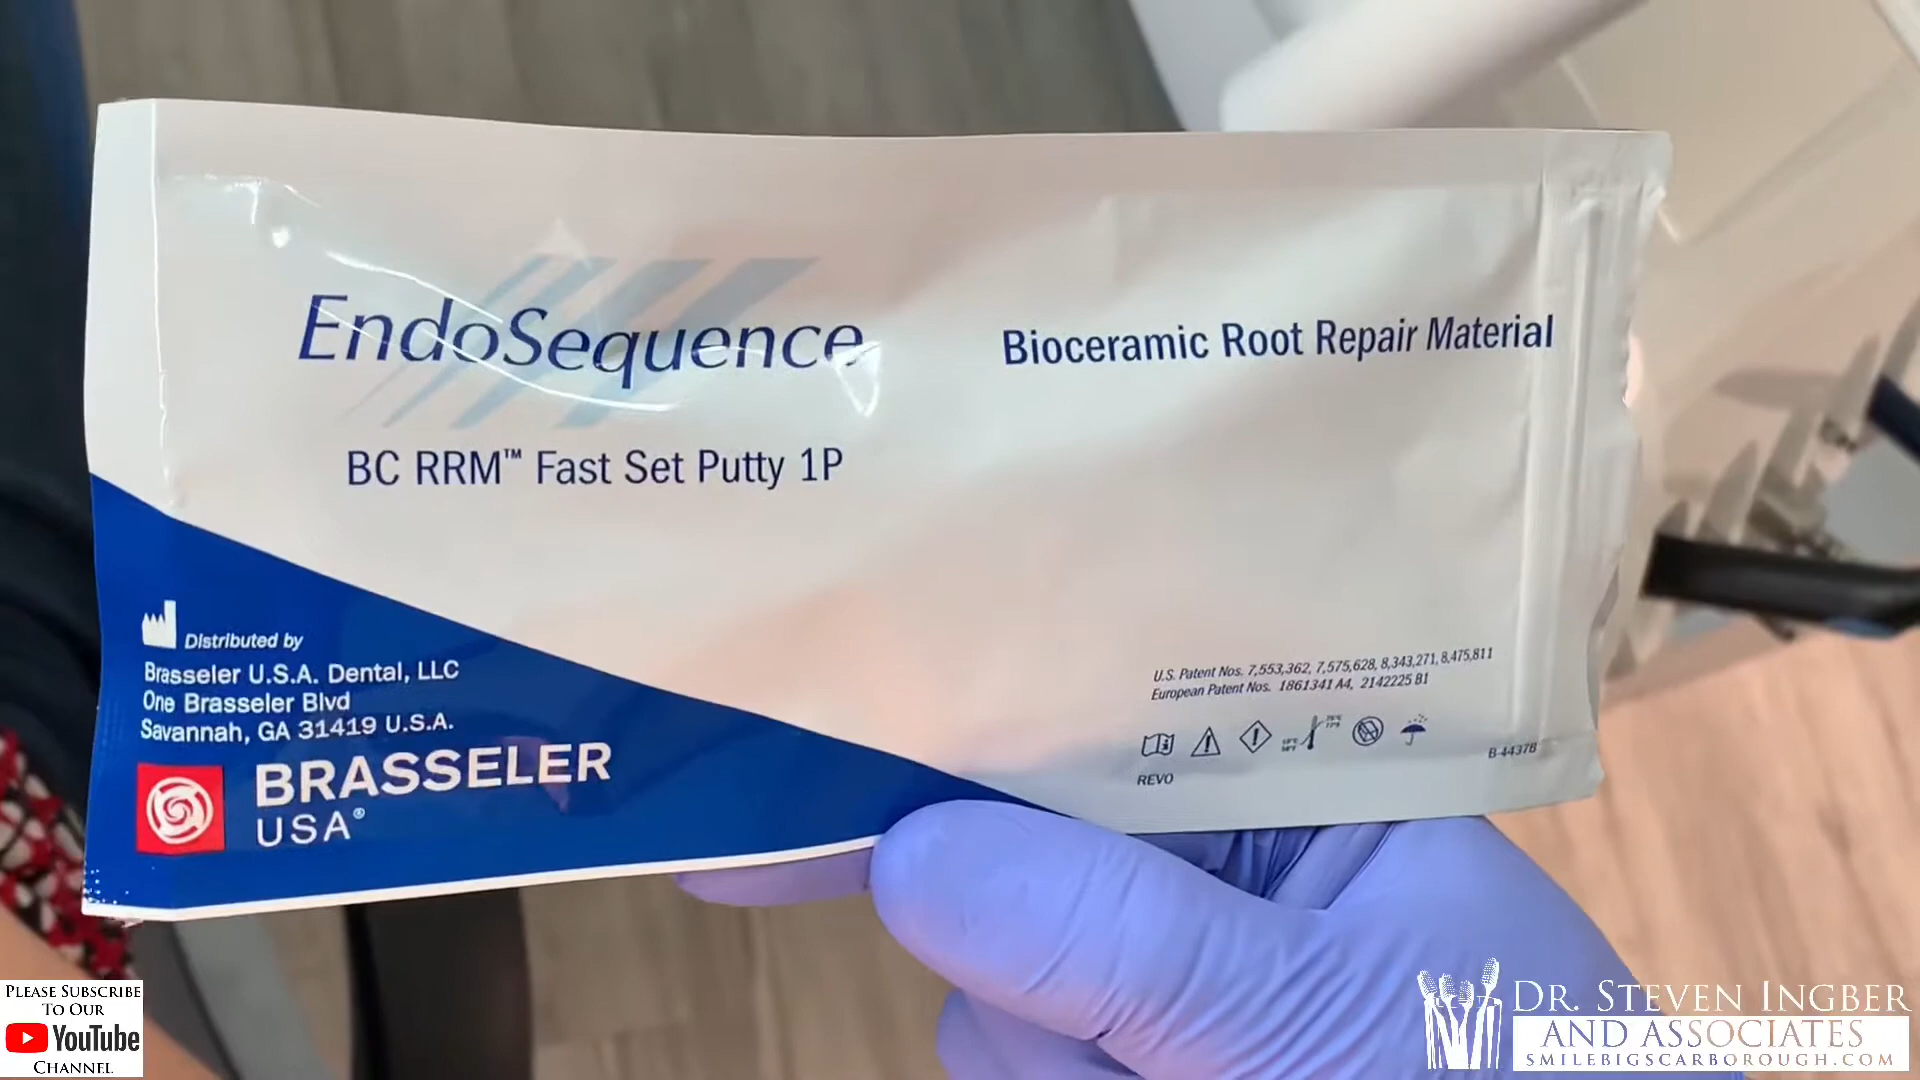 EndoSequence
Bioceramic Root Repair Material
BC RRM™ Fast Set Putty 1P
Distributed by
Brasseler U.S.A. Dental, LLC
One Brasseler Blvd
Savannah, GA 31419 U.S.A.
BRASSELER
USA®
U.S. Patent Nos. 7,553,362, 7,575,628, 8,343,271, 8,475,811
European Patent Nos. 1861341 A4, 2142225 B1
REVO
B 4437B
PLEASE SUBSCRIBE
TO OUR
YouTube
CHANNEL
DR. STEVEN INGBER
AND ASSOCIATES
SMILEBIGSCARBOROUGH.COM